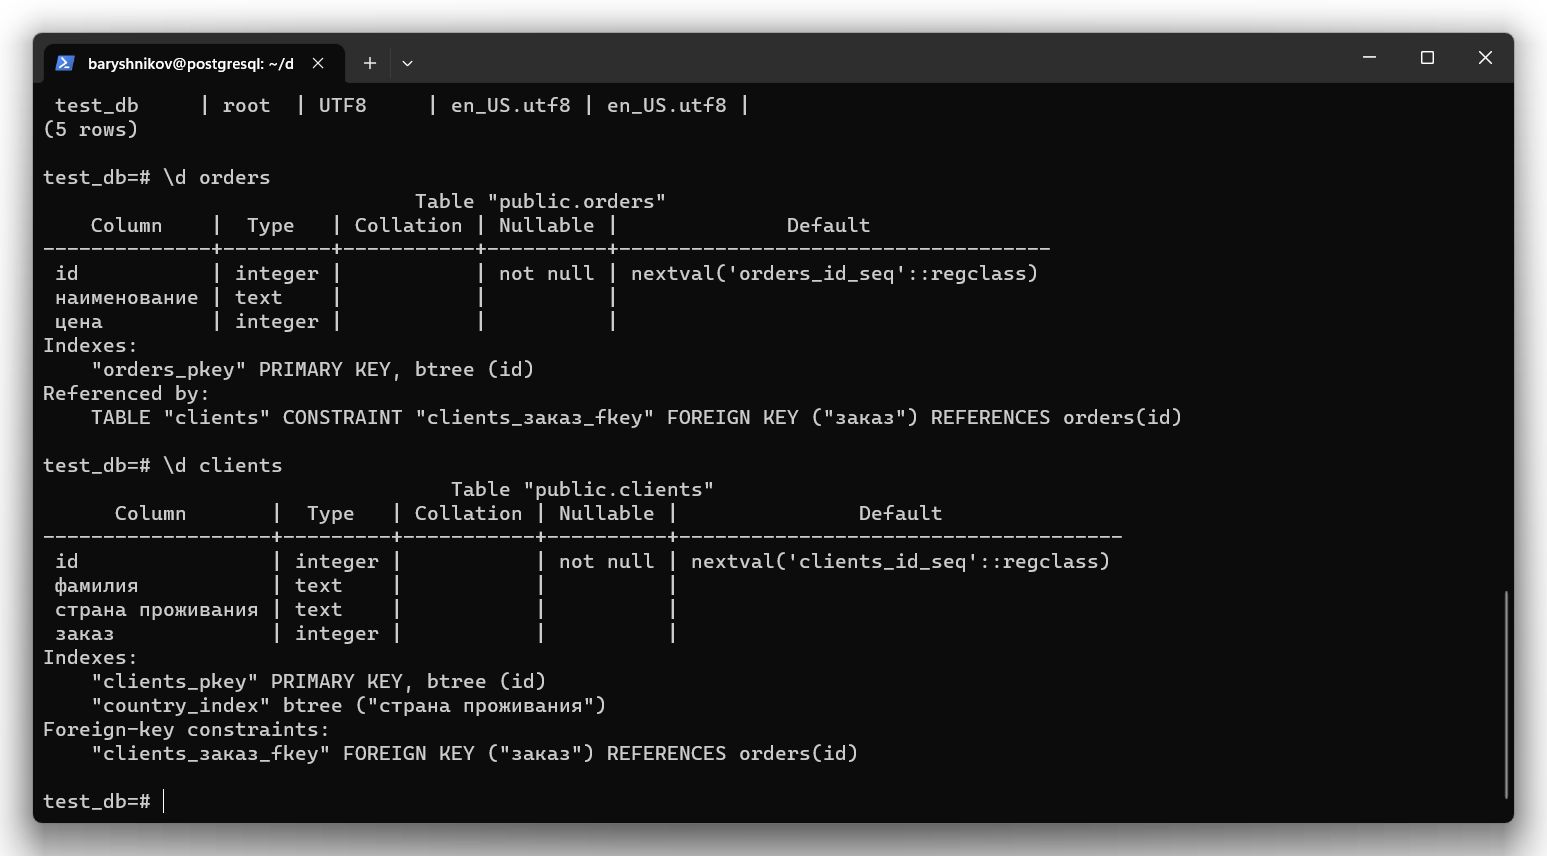 baryshnikov@postgresql: ~/d
 test_db     | root  | UTF8     | en_US.utf8 | en_US.utf8 |
(5 rows)
test_db=# \d orders
                               Table "public.orders"
    Column    |  Type   | Collation | Nullable |              Default
--------------+---------+-----------+----------+------------------------------------
 id           | integer |           | not null | nextval('orders_id_seq'::regclass)
 наименование | text    |           |          |
 цена         | integer |           |          |
Indexes:
    "orders_pkey" PRIMARY KEY, btree (id)
Referenced by:
    TABLE "clients" CONSTRAINT "clients_заказ_fkey" FOREIGN KEY ("заказ") REFERENCES orders(id)
test_db=# \d clients
                                  Table "public.clients"
      Column       |  Type   | Collation | Nullable |               Default
-------------------+---------+-----------+----------+-------------------------------------
 id                | integer |           | not null | nextval('clients_id_seq'::regclass)
 фамилия           | text    |           |          |
 страна проживания | text    |           |          |
 заказ             | integer |           |          |
Indexes:
    "clients_pkey" PRIMARY KEY, btree (id)
    "country_index" btree ("страна проживания")
Foreign-key constraints:
    "clients_заказ_fkey" FOREIGN KEY ("заказ") REFERENCES orders(id)
test_db=#